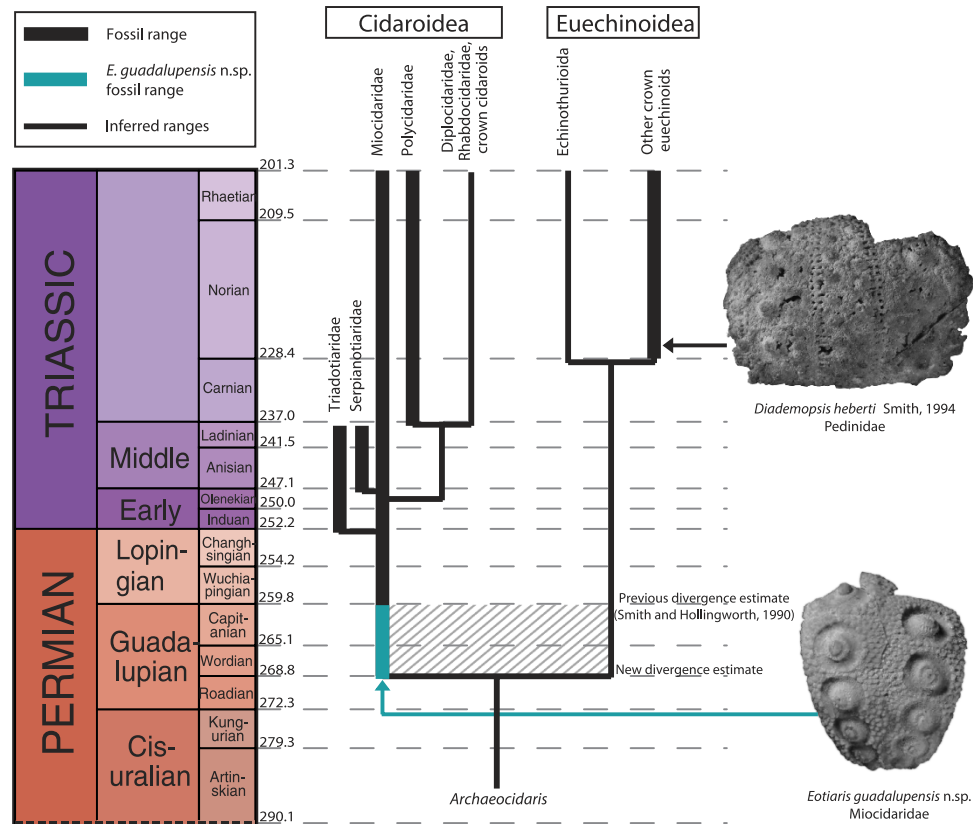 Fossil range
E. guadalupensis n.sp.
fossil range
Inferred ranges
Cidaroidea
Euechinoidea
Miocidaridae
Polycidaridae
Diplocidaridae,
Rhabdocidaridae,
crown cidaroids
Echinothurioida
Other crown
euechinoids
Triadotiaridae
Serpianotiaridae
TRIASSIC
Middle
Early
Rhaetian
Norian
Carnian
Ladinian
Anisian
Olenekian
Induan
PERMIAN
Lopin-
gian
Guada-
lupian
Cis-
uralian
Changh-
singian
Wuchia-
pingian
Capit-
anian
Wordian
Roadian
Kung-
urian
Artin-
skian
201.3
209.5
228.4
237.0
241.5
247.1
250.0
252.2
254.2
259.8
265.1
268.8
272.3
279.3
290.1
Diademopsis heberti Smith, 1994
Pedinidae
Previous divergence estimate
(Smith and Hollingworth, 1990)
New divergence estimate
Archaeocidaris
Eotiaris guadalupensis n.sp.
Miocidaridae